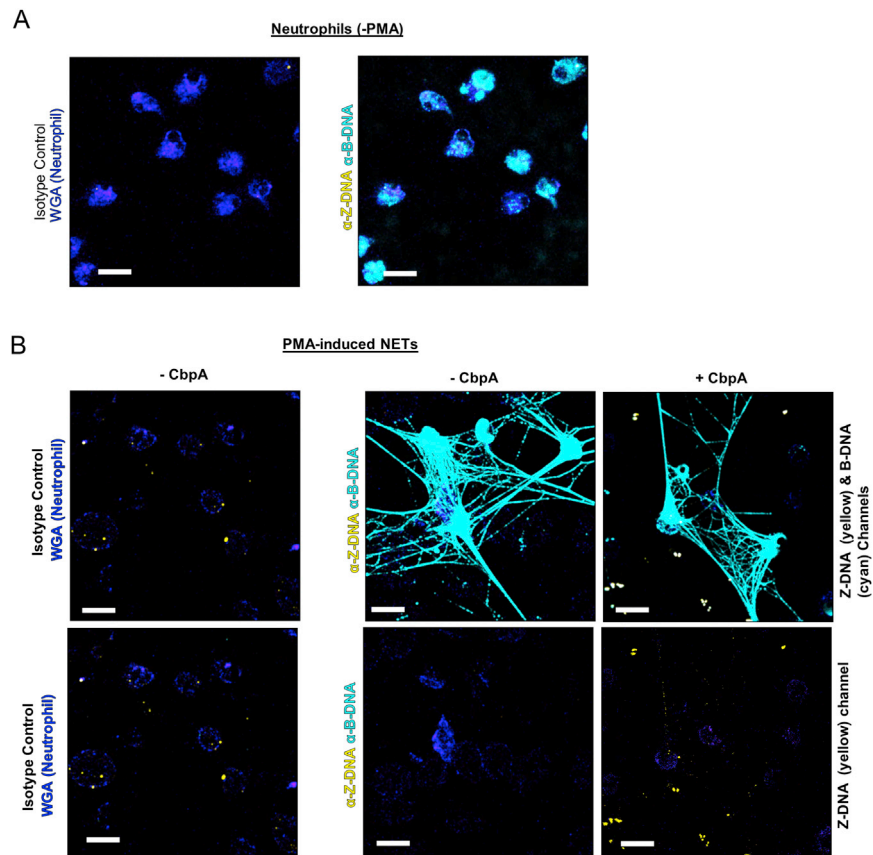 A
Neutrophils (-PMA)
Isotype Control
WGA (Neutrophil)
α-Z-DNA α-B-DNA
B
PMA-induced NETs
- CbpA
- CbpA
+ CbpA
Isotype Control
WGA (Neutrophil)
α-Z-DNA α-B-DNA
Z-DNA (yellow) & B-DNA
(cyan) Channels
Isotype Control
WGA (Neutrophil)
α-Z-DNA α-B-DNA
Z-DNA (yellow) channel